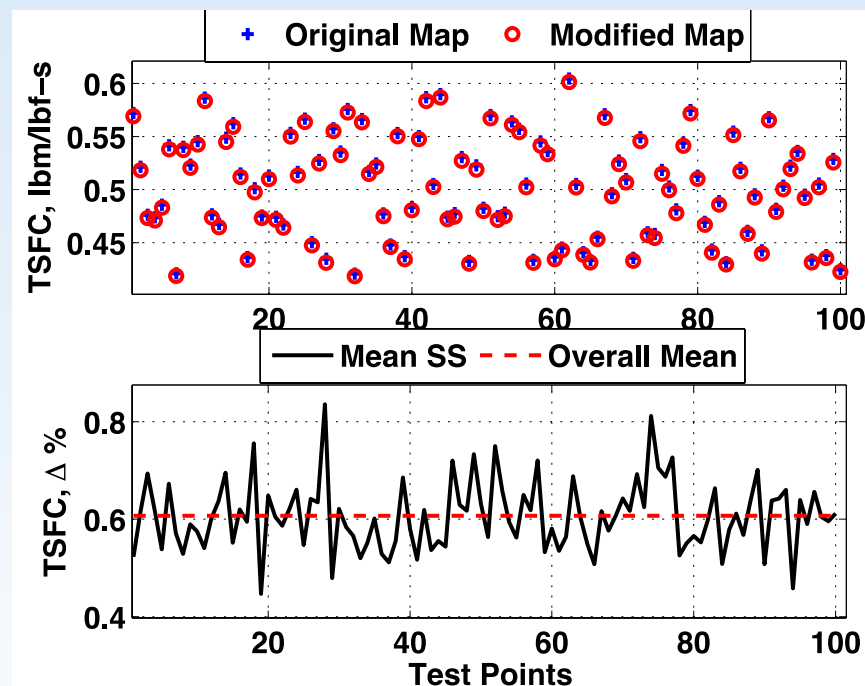 Original Map Modified Map
TSFC, lbm/lbf-s
0.6
0.55
0.5
0.45
20 40 60 80 100
Mean SS Overall Mean
TSFC, Δ %
0.8
0.6
0.4
20 40 60 80 100
Test Points